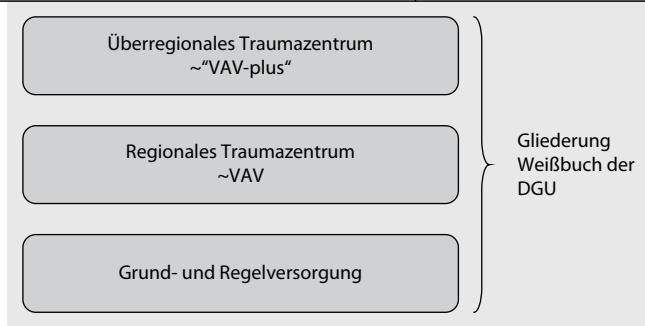 Überregionales Traumazentrum
~“VAV-plus“
Regionales Traumazentrum
~VAV
Grund- und Regelversorgung
Gliederung
Weißbuch der
DGU